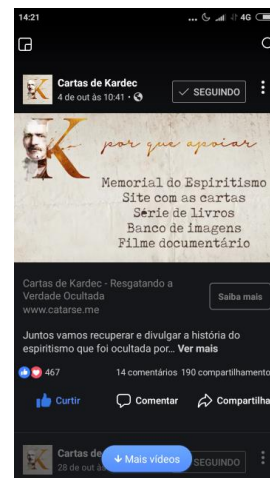 14:21
... 4G
Cartas de Kardec
4 de out às 10:41 •
SEGUINDO
K
por que apoiar
Memorial do Espiritismo
Site com as cartas
Série de livros
Banco de imagens
Filme documentário
Cartas de Kardec - Resgatando a
Verdade Ocultada
www.catarse.me
Saiba mais
Juntos vamos recuperar e divulgar a história do
espiritismo que foi ocultada por... Ver mais
467
14 comentários 190 compartilhamento
Curtir
Comentar
Compartilha
Cartas de
28 de out às
Mais vídeos
SEGUINDO